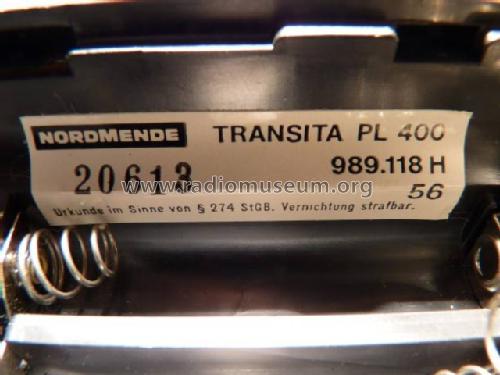 NORDMENDE TRANSITA PL 400
20613 989.118 H
www.radiomuseum.org
56
Urkunde im Sinne von § 274 StGB. Vernichtung strafbar.